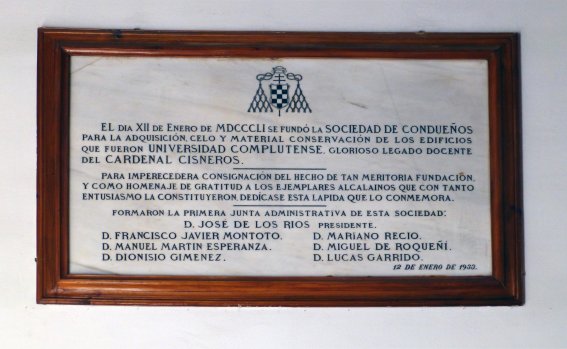 EL DIA XII DE ENERO DE MDCCCLI SE FUNDÓ LA SOCIEDAD DE CONDUEÑOS
PARA LA ADQUISICIÓN, CELO Y MATERIAL CONSERVACIÓN DE LOS EDIFICIOS
QUE FUERON UNIVERSIDAD COMPLUTENSE, GLORIOSO LEGADO DOCENTE
DEL CARDENAL CISNEROS.
PARA IMPERECEDERA CONSIGNACIÓN DEL HECHO DE TAN MERITORIA FUNDACIÓN,
Y COMO HOMENAJE DE GRATITUD A LOS EJEMPLARES ALCALAINOS QUE CON TANTO
ENTUSIASMO LA CONSTITUYERON, DEDÍCASE ESTA LAPIDA QUE LO CONMEMORA.
FORMARON LA PRIMERA JUNTA ADMINISTRATIVA DE ESTA SOCIEDAD:
D. JOSÉ DE LOS RIOS PRESIDENTE.
D. FRANCISCO JAVIER MONTOTO. D. MARIANO RECIO.
D. MANUEL MARTIN ESPERANZA. D. MIGUEL DE ROQUEÑÍ.
D. DIONISIO GIMENEZ. D. LUCAS GARRIDO.
12 DE ENERO DE 1933.